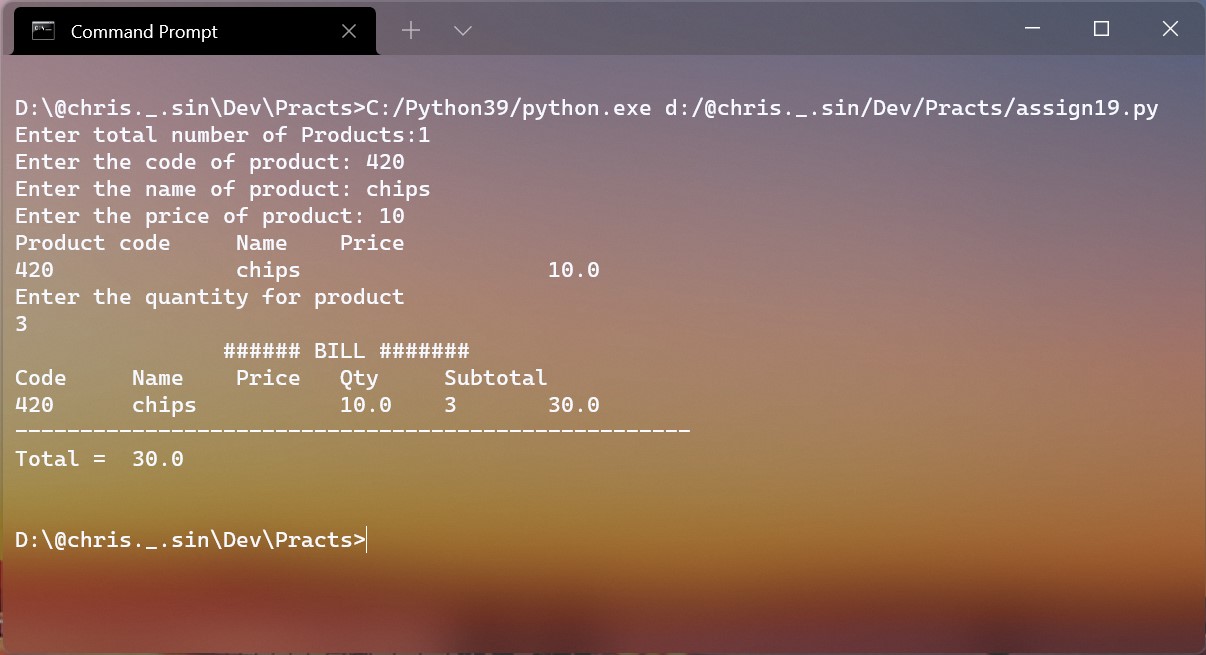 Command Prompt
D:\@chris._.sin\Dev\Practs>C:/Python39/python.exe d:/@chris._.sin/Dev/Practs/assign19.py
Enter total number of Products:1
Enter the code of product: 420
Enter the name of product: chips
Enter the price of product: 10
Product code     Name    Price
420              chips                   10.0
Enter the quantity for product
3
                ###### BILL #######
Code     Name    Price   Qty     Subtotal
420      chips           10.0    3       30.0
----------------------------------------------------
Total =  30.0
D:\@chris._.sin\Dev\Practs>